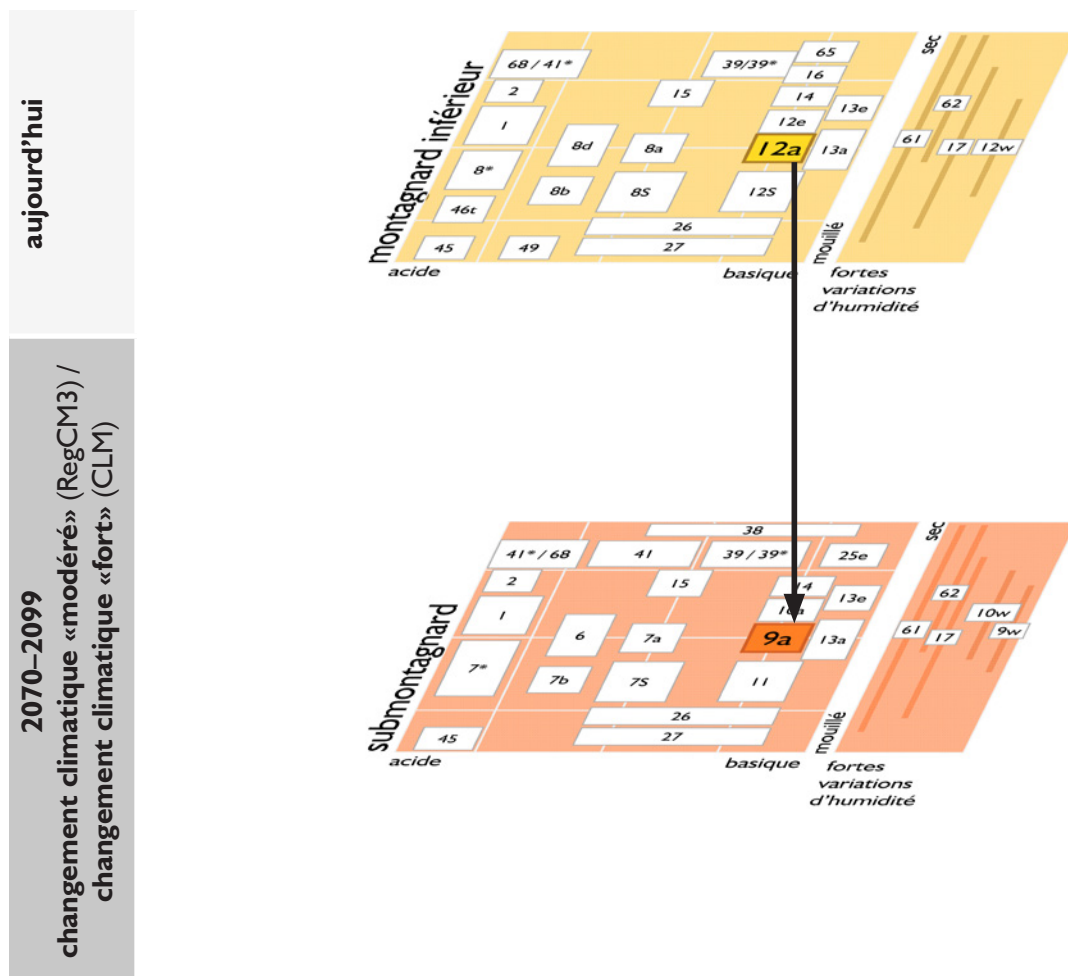 aujourd'hui
montagnard inférieur
68 / 41*
39/39*
65
16
2
15
14
13e
1
12e
8d
8a
12a
13a
8*
8b
8S
12S
46t
26
45
49
27
acide
basique
mouillé
sec
62
61
17
12w
fortes
variations
d'humidité
2070–2099
changement climatique «modéré» (RegCM3) /
changement climatique «fort» (CLM)
submontagnard
38
41* / 68
41
39 / 39*
25e
2
15
14
13e
1
10a
6
7a
9a
13a
7*
7b
7S
11
26
45
27
acide
basique
mouillé
sec
62
10w
61
17
9w
fortes
variations
d'humidité